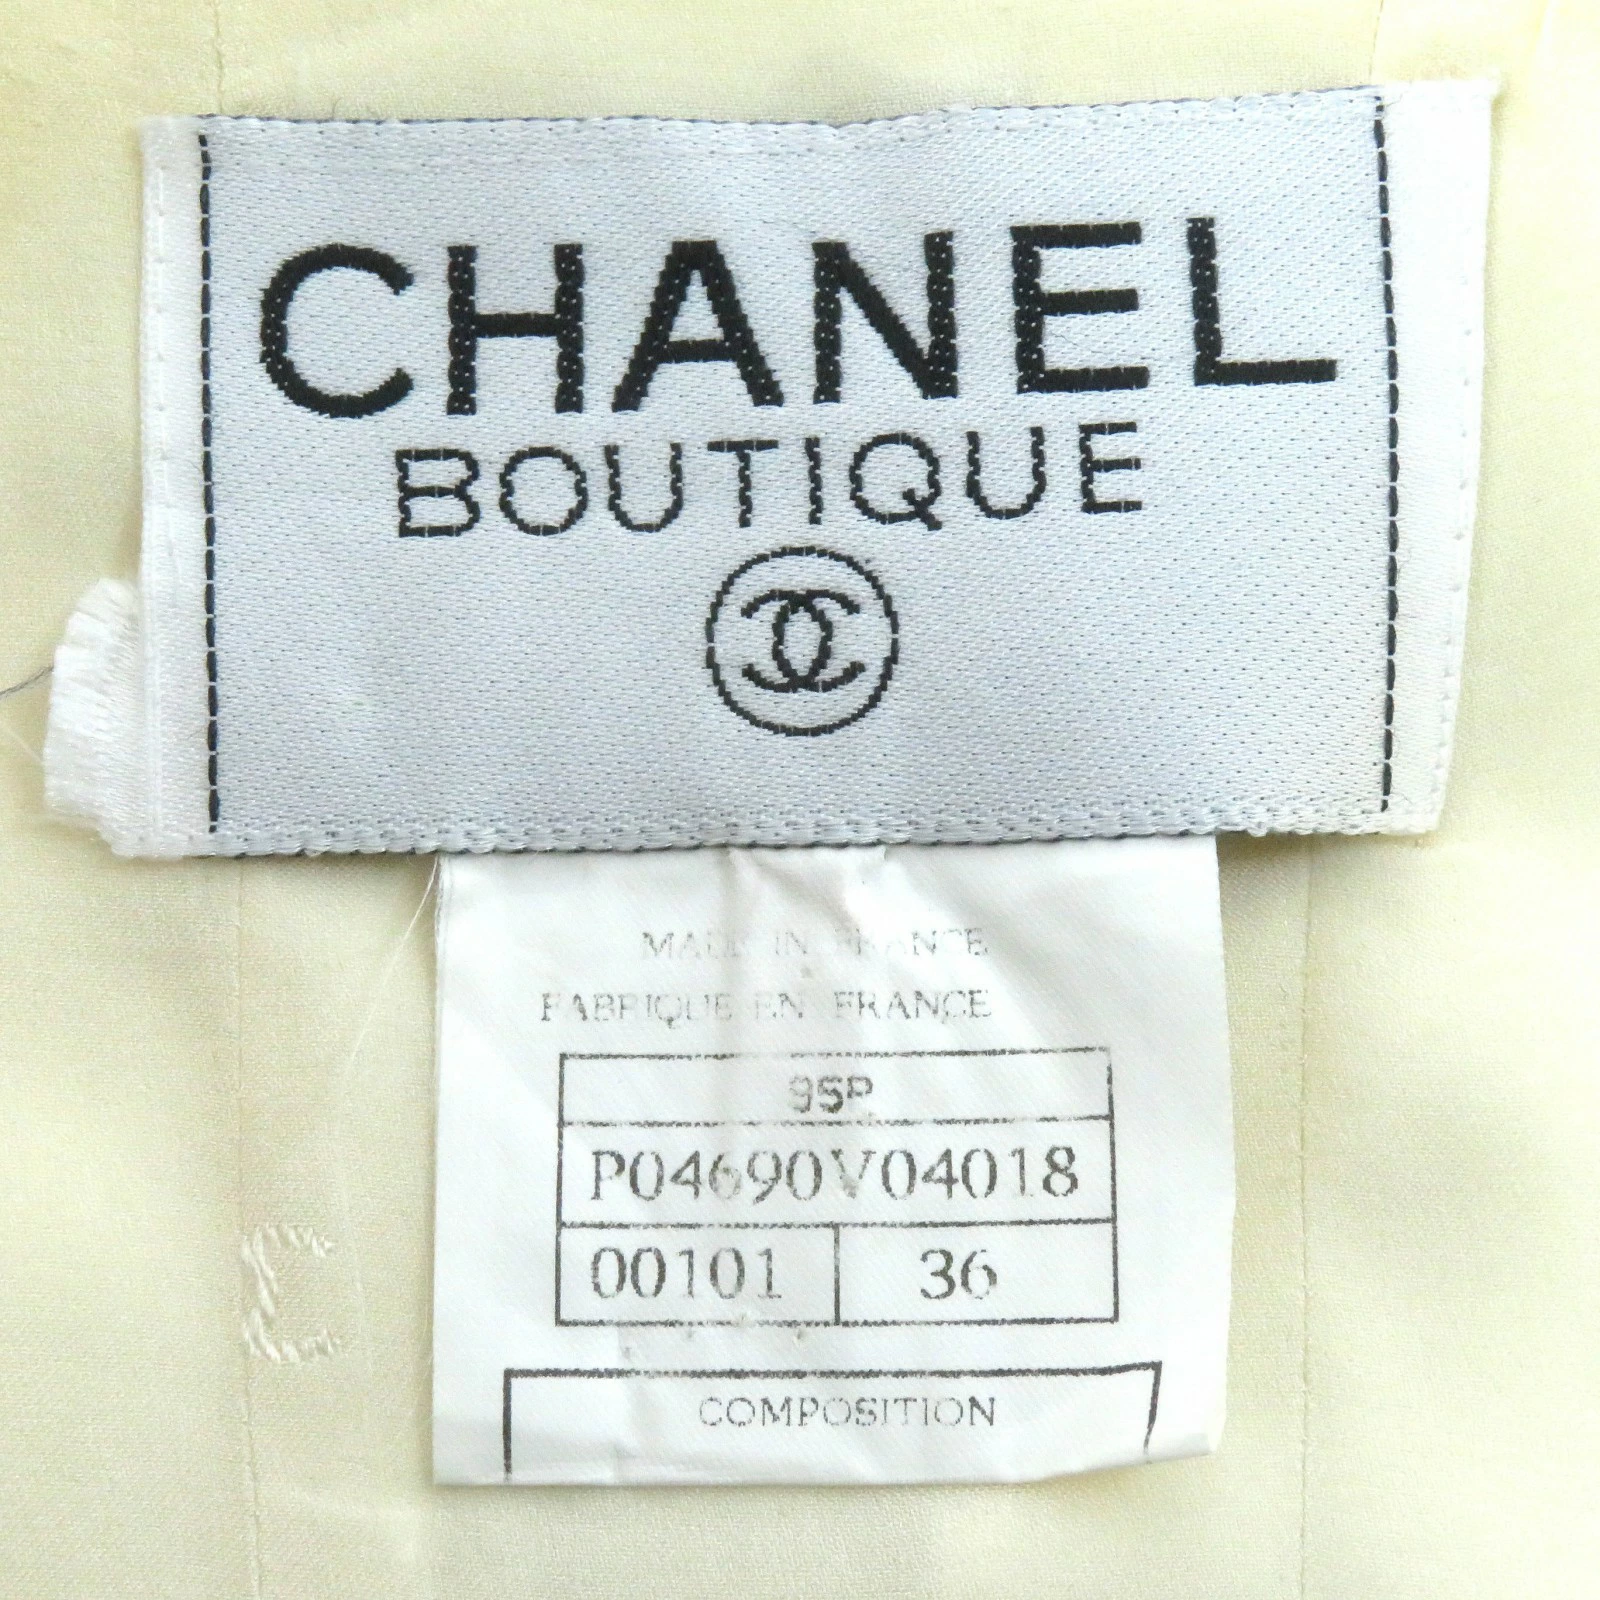 CHANEL
BOUTIQUE
MADE IN FRANCE
FABRIQUE EN FRANCE
95P
P04690V04018
00101 36
COMPOSITION